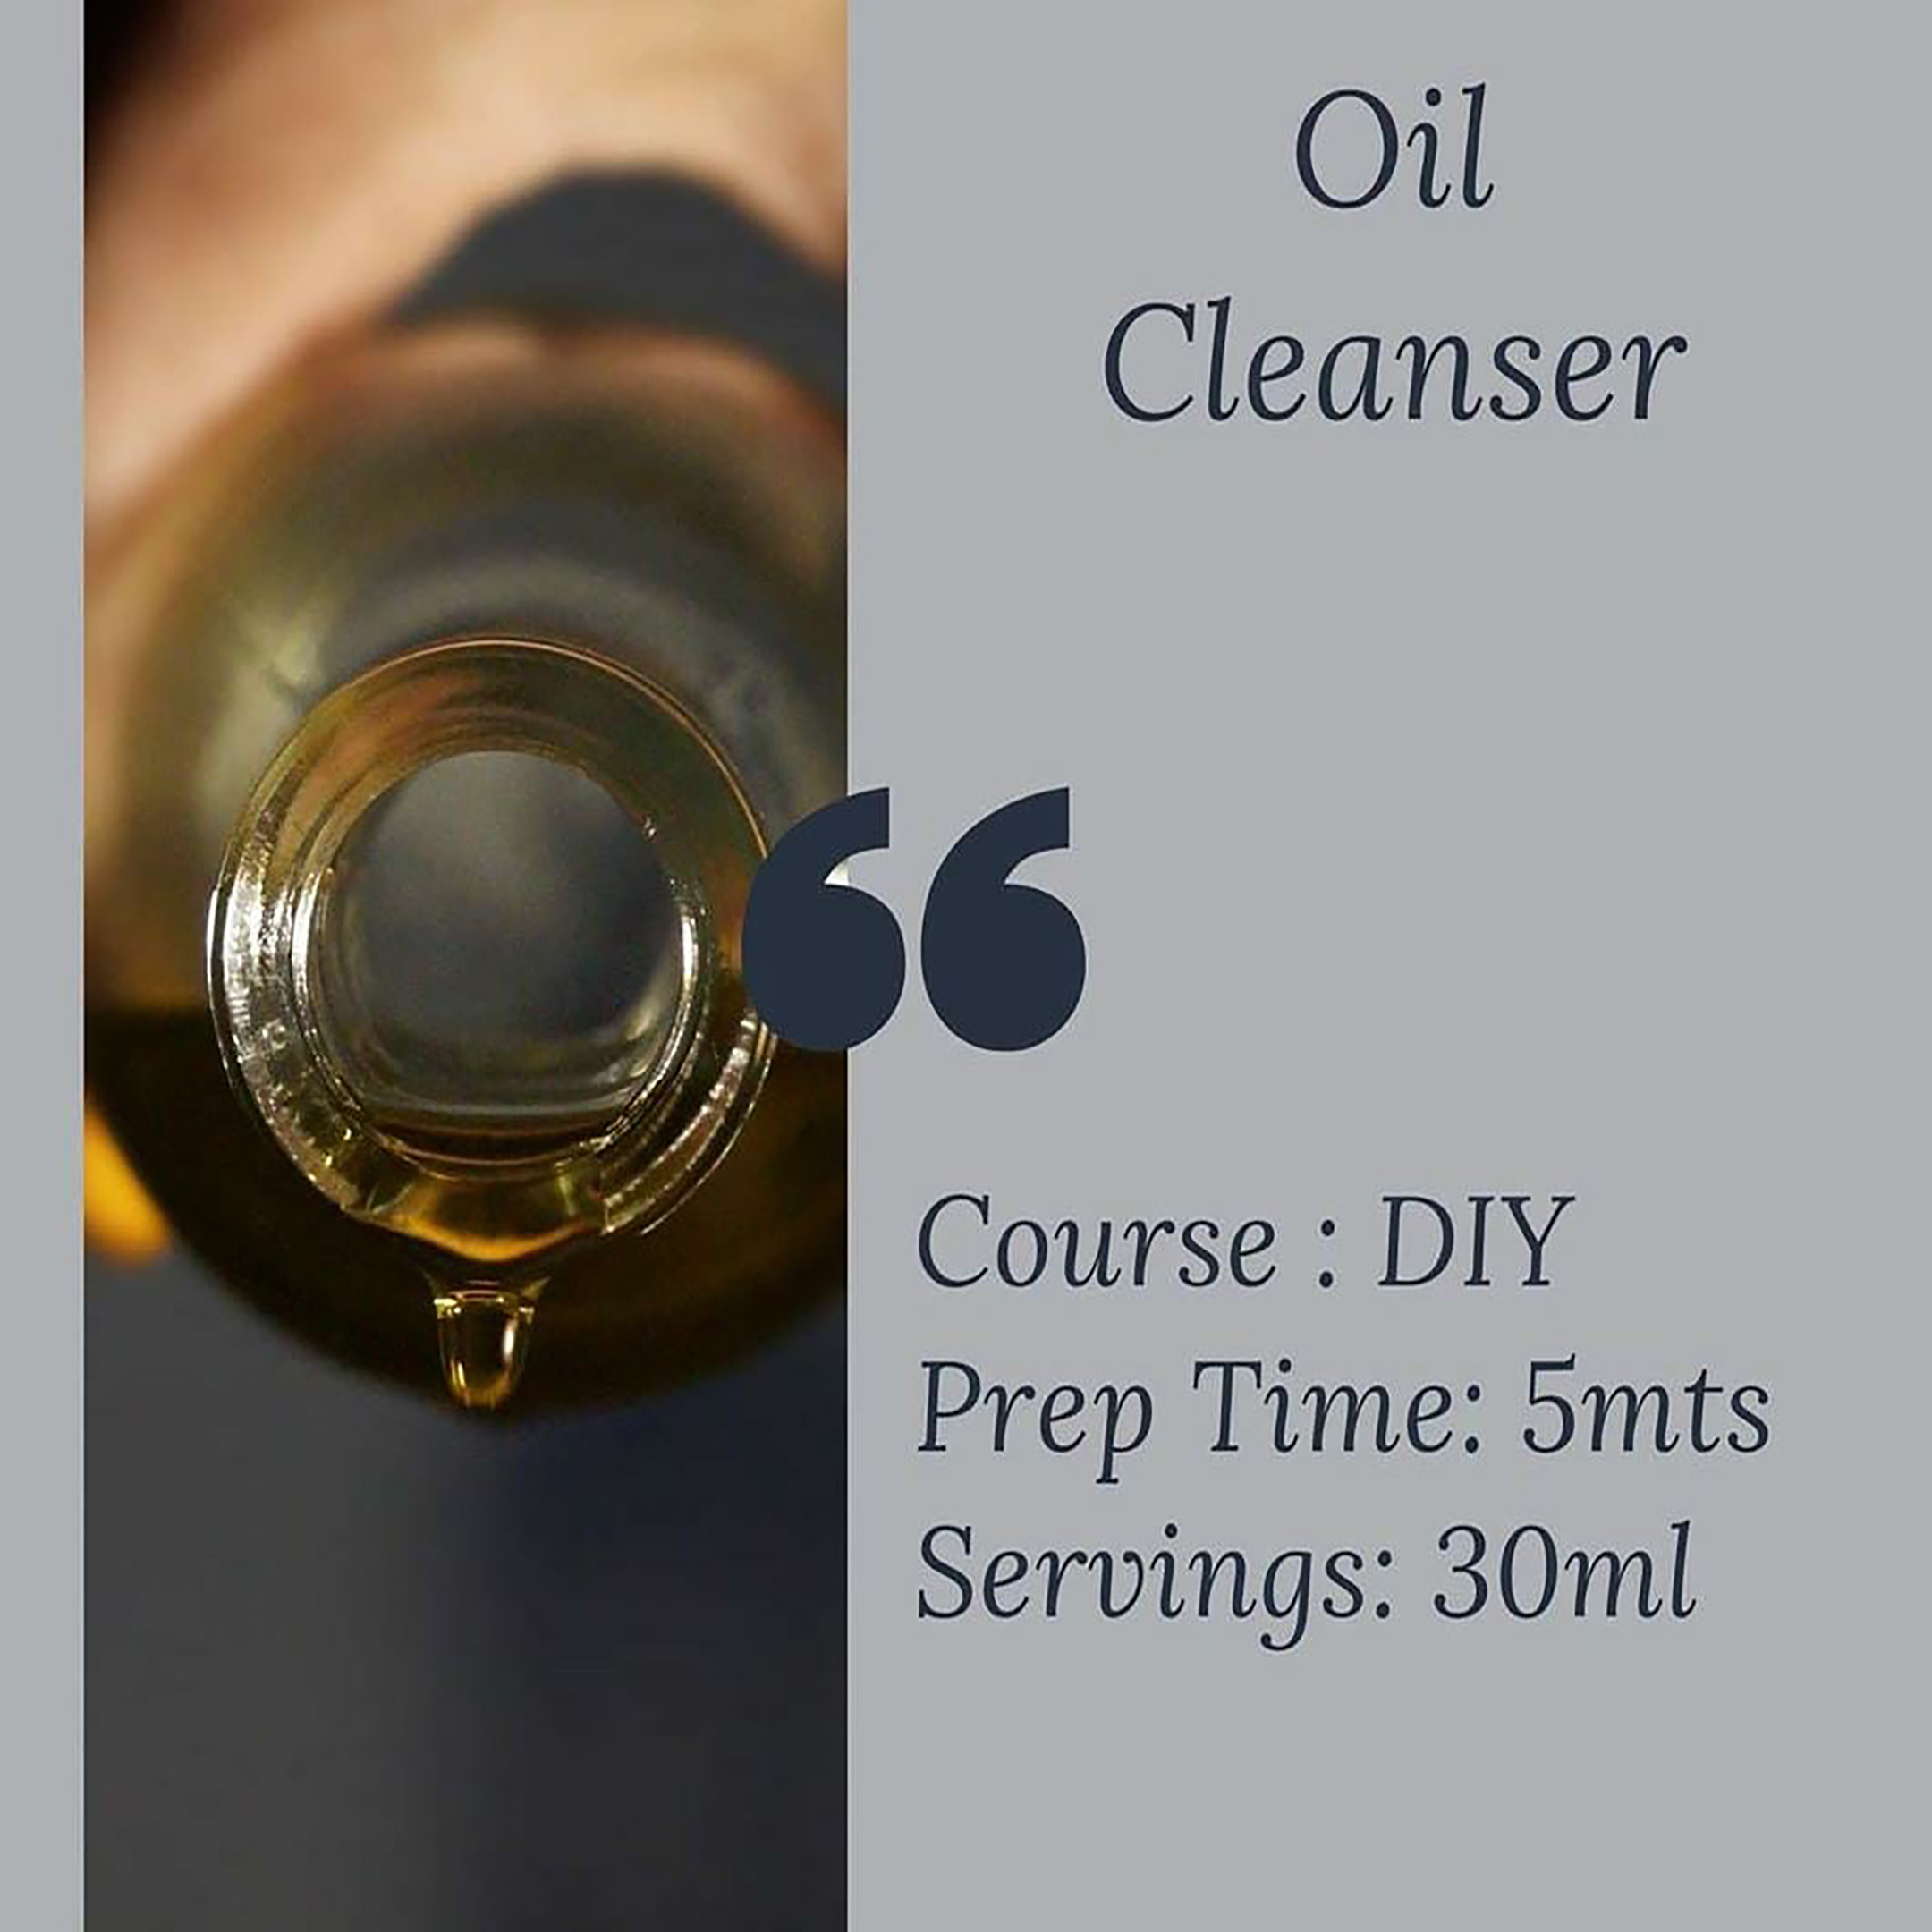 Oil
Cleanser
“
Course : DIY
Prep Time: 5mts
Servings: 30ml